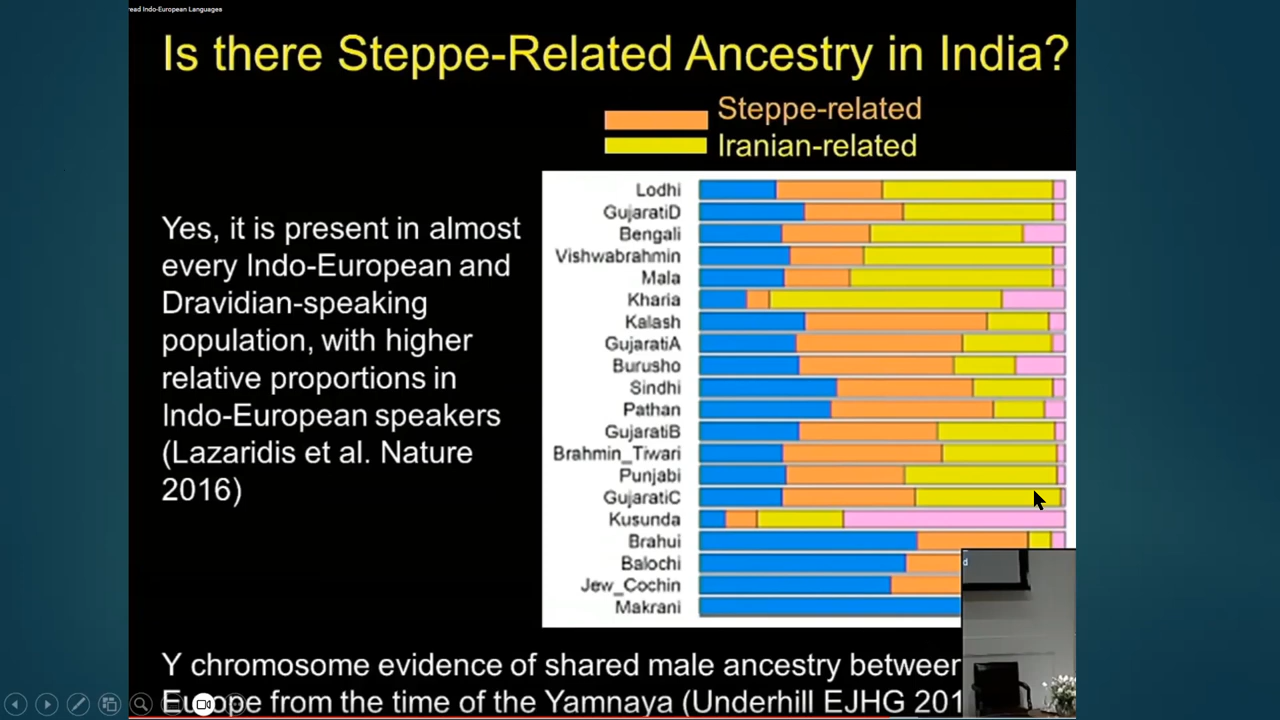 read Indo-European Languages
Is there Steppe-Related Ancestry in India?
Steppe-related
Iranian-related
Yes, it is present in almost
every Indo-European and
Dravidian-speaking
population, with higher
relative proportions in
Indo-European speakers
(Lazaridis et al. Nature
2016)
Lodhi
GujaratiD
Bengali
Vishwabrahmin
Mala
Kharia
Kalash
GujaratiA
Burusho
Sindhi
Pathan
GujaratiB
Brahmin_Tiwari
Punjabi
GujaratiC
Kusunda
Brahui
Balochi
Jew_Cochin
Makrani
d
Y chromosome evidence of shared male ancestry between
Europe from the time of the Yamnaya (Underhill EJHG 201